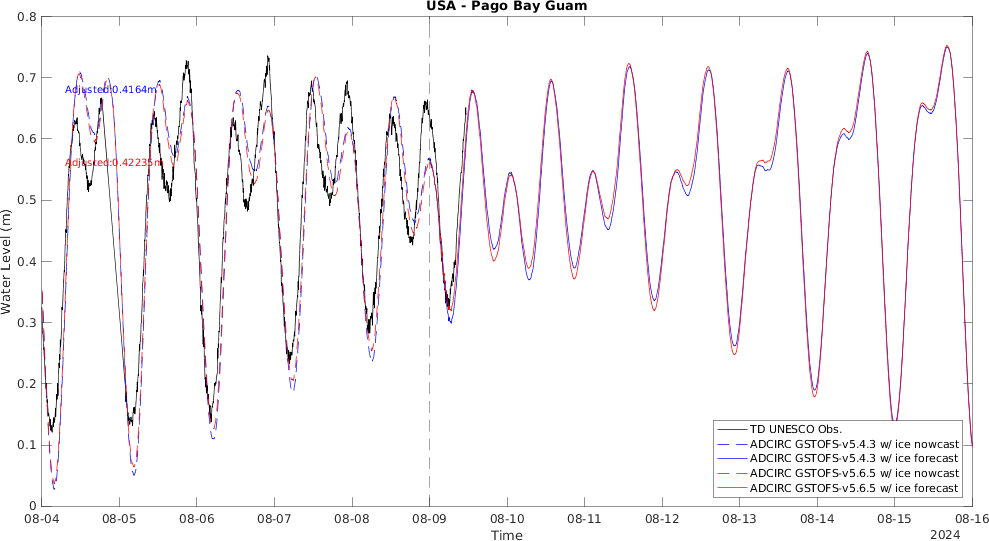 USA - Pago Bay Guam
0.8
0.7
0.6
0.5
0.4
0.3
0.2
0.1
0
Water Level (m)
Adjusted:0.4164m
Adjusted:0.42235m
TD UNESCO Obs.
ADCIRC GSTOFS-v5.4.3 w/ ice nowcast
ADCIRC GSTOFS-v5.4.3 w/ ice forecast
ADCIRC GSTOFS-v5.6.5 w/ ice nowcast
ADCIRC GSTOFS-v5.6.5 w/ ice forecast
08-04 08-05 08-06 08-07 08-08 08-09 08-10 08-11 08-12 08-13 08-14 08-15 08-16
Time
2024